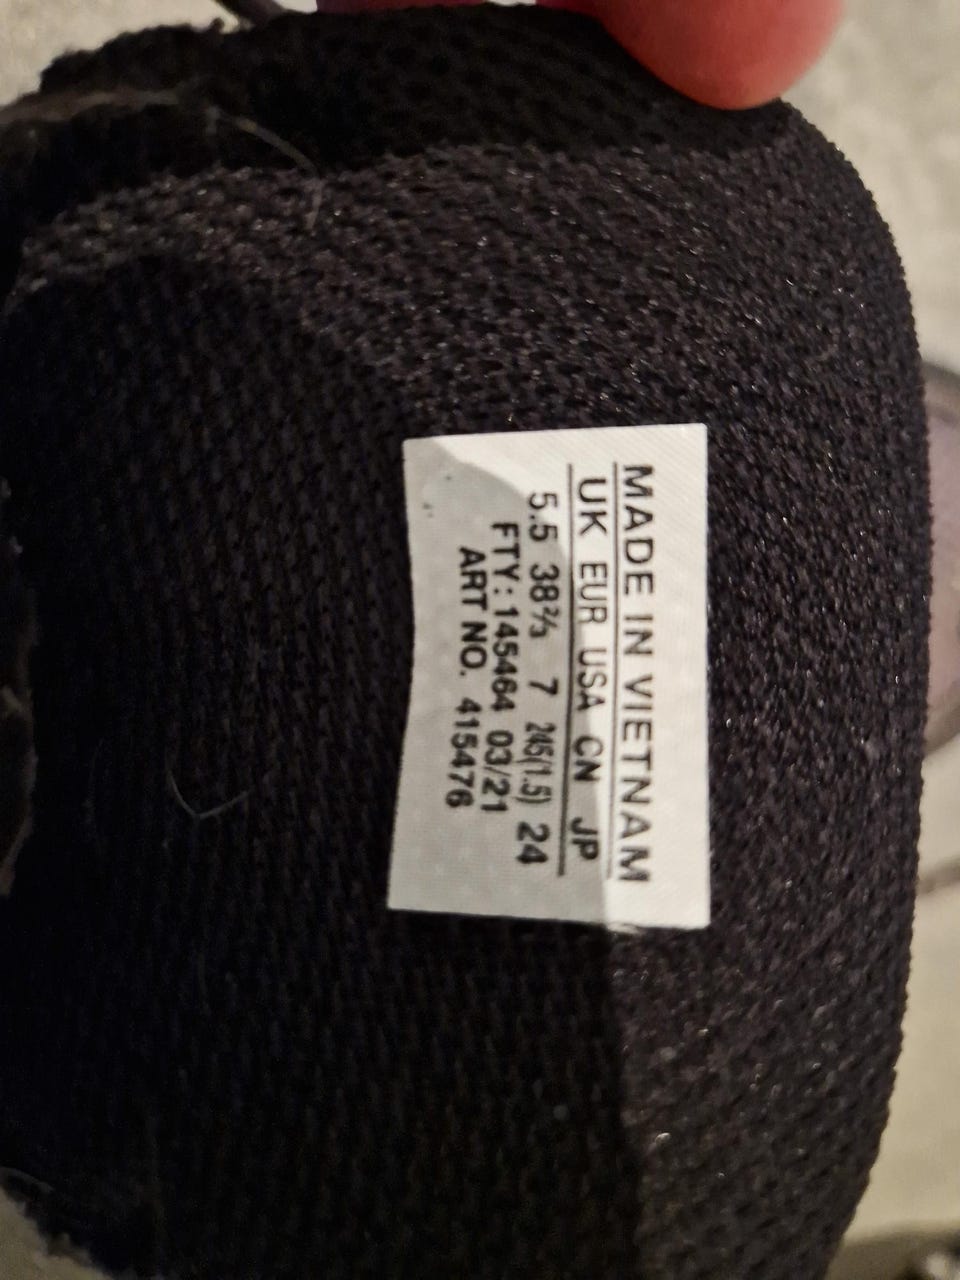 MADE IN VIETNAM
UK EUR USA CN JP
5.5 38⅔ 7 245(1.5) 24
FTY:145464 03/21
ART NO. 415476